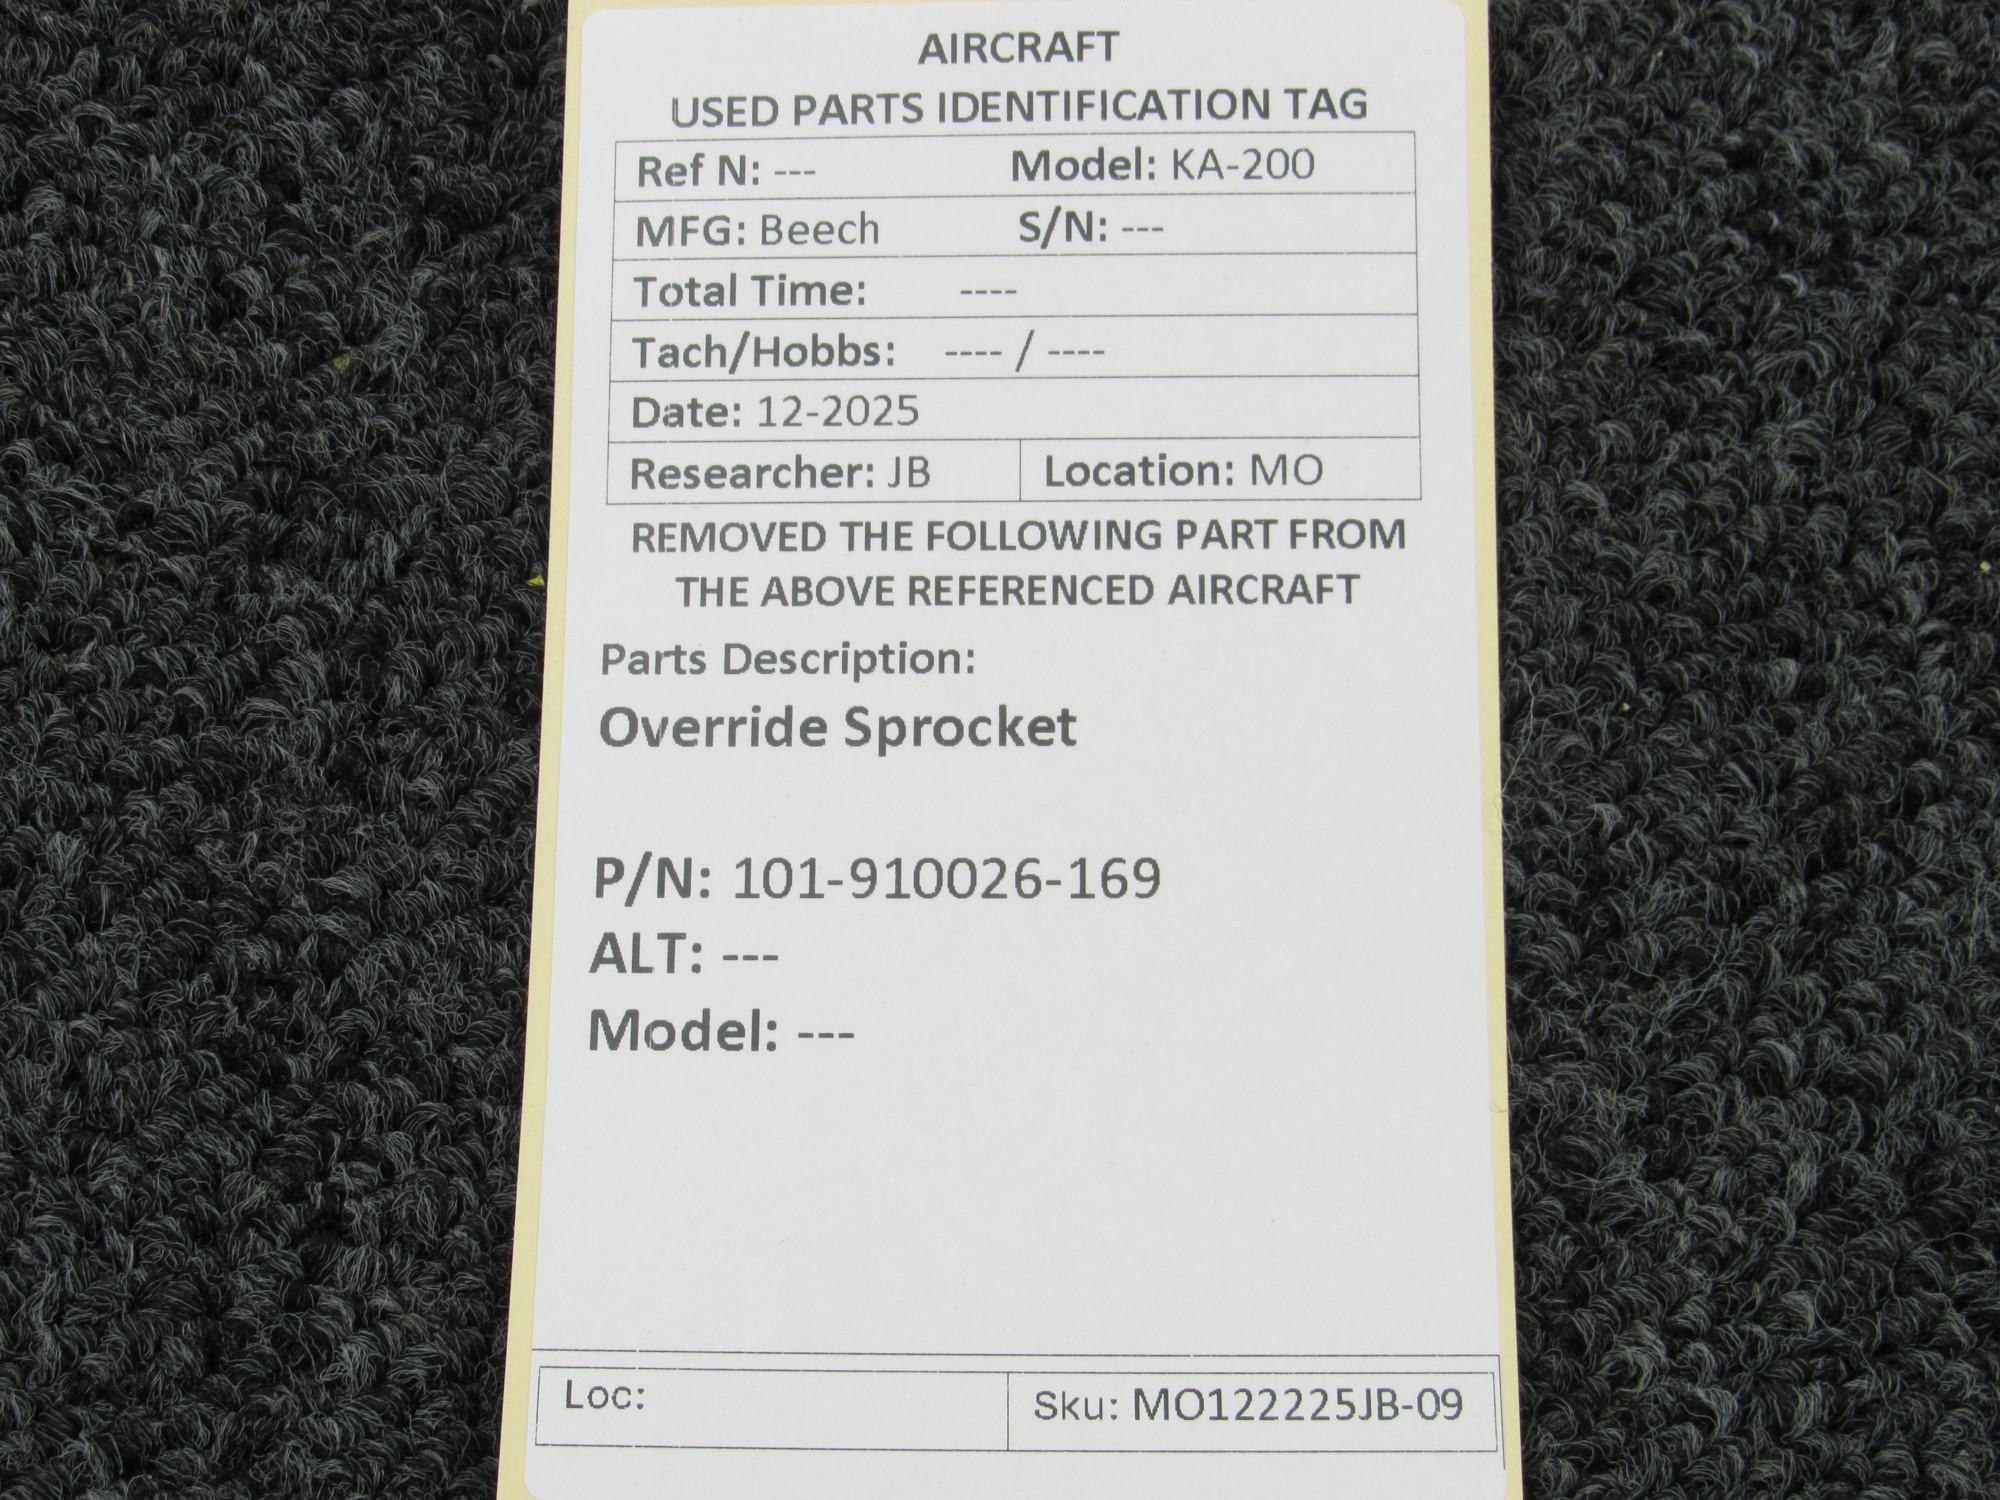 AIRCRAFT
USED PARTS IDENTIFICATION TAG
Ref N: --- Model: KA-200
MFG: Beech S/N: ---
Total Time: ----
Tach/Hobbs: ---- / ----
Date: 12-2025
Researcher: JB Location: MO
REMOVED THE FOLLOWING PART FROM
THE ABOVE REFERENCED AIRCRAFT
Parts Description:
Override Sprocket
P/N: 101-910026-169
ALT: ---
Model: ---
Loc: Sku: MO122225JB-09